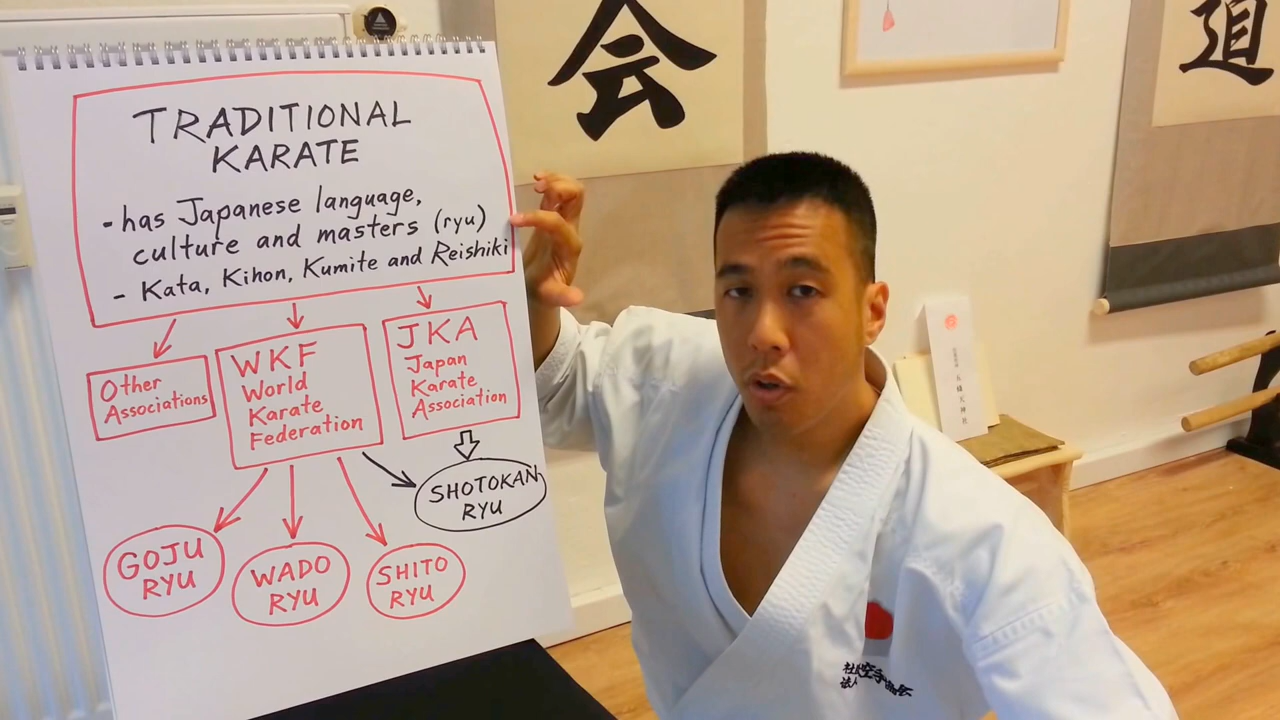 TRADITIONAL
KARATE
- has Japanese language,
culture and masters (ryu)
- Kata, Kihon, Kumite and Reishiki
Other
Associations
WKF
World
Karate
Federation
JKA
Japan
Karate
Association
SHOTOKAN
RYU
GOJU
RYU
WADO
RYU
SHITO
RYU
会
道